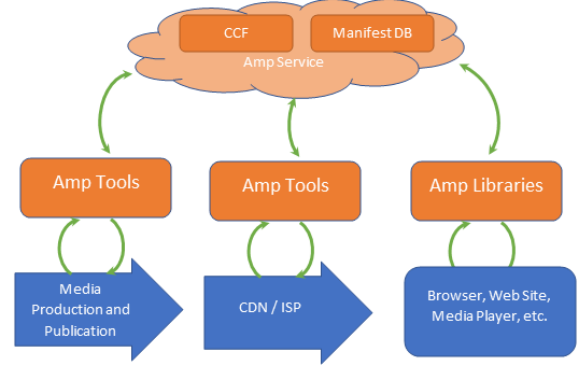 CCF
Manifest DB
Amp Service
Amp Tools
Amp Tools
Amp Libraries
Media
Production and
Publication
CDN / ISP
Browser, Web Site,
Media Player, etc.